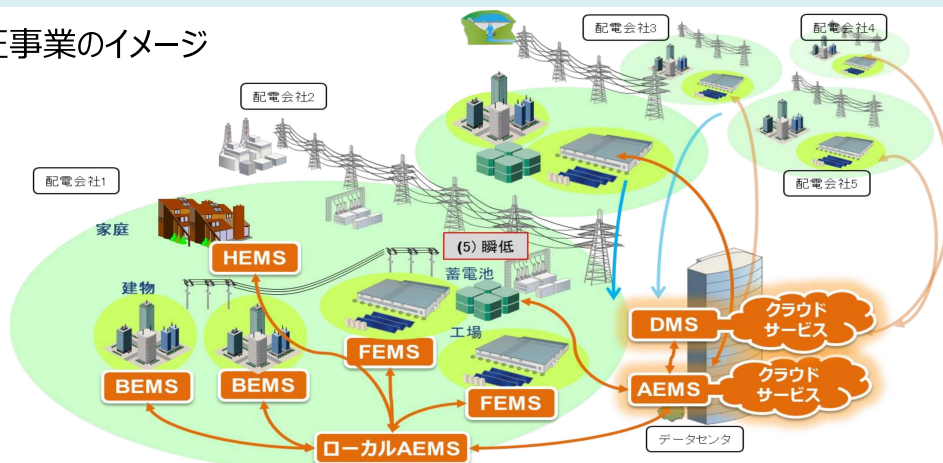 事業のイメージ
配電会社3
配電会社4
配電会社2
配電会社1
配電会社5
家庭
(5) 瞬低
HEMS
蓄電池
建物
クラウド
サービス
DMS
工場
FEMS
BEMS
BEMS
FEMS
AEMS
クラウド
サービス
ローカルAEMS
データセンタ